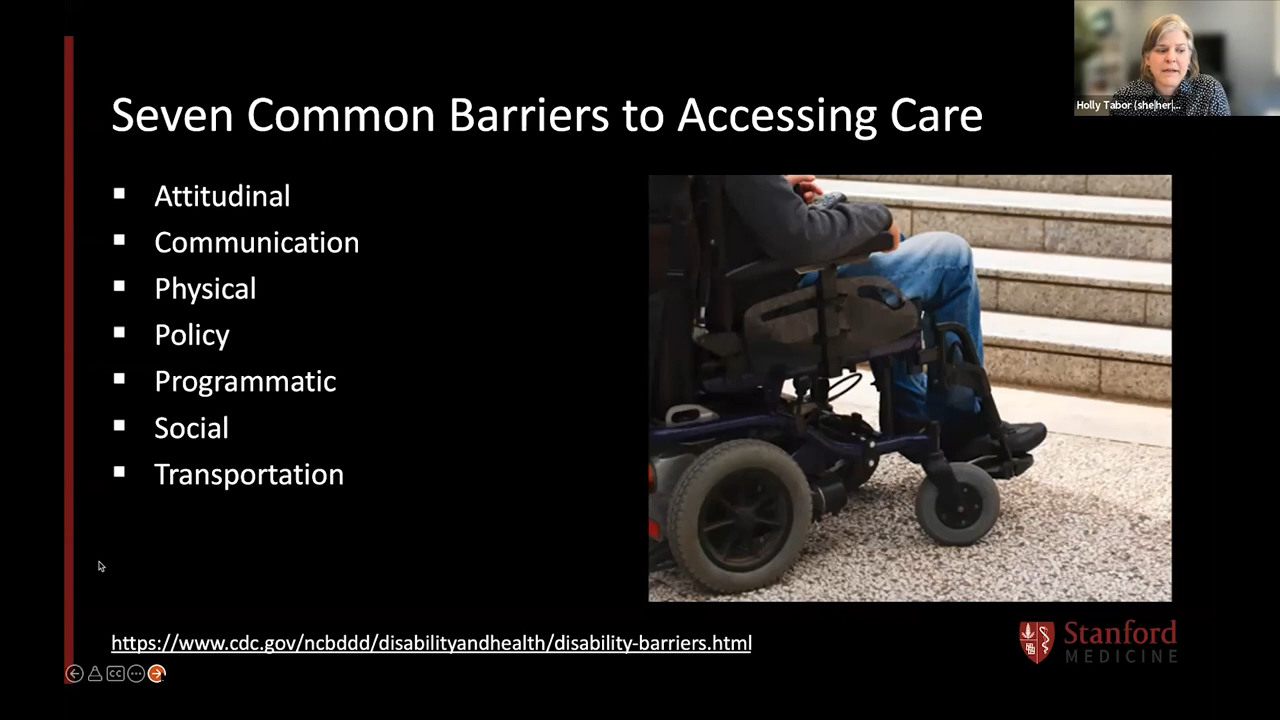 Seven Common Barriers to Accessing Care
Holly Tabor (she|her|...
Attitudinal
Communication
Physical
Policy
Programmatic
Social
Transportation
https://www.cdc.gov/ncbddd/disabilityandhealth/disability-barriers.html
Stanford
MEDICINE
CC